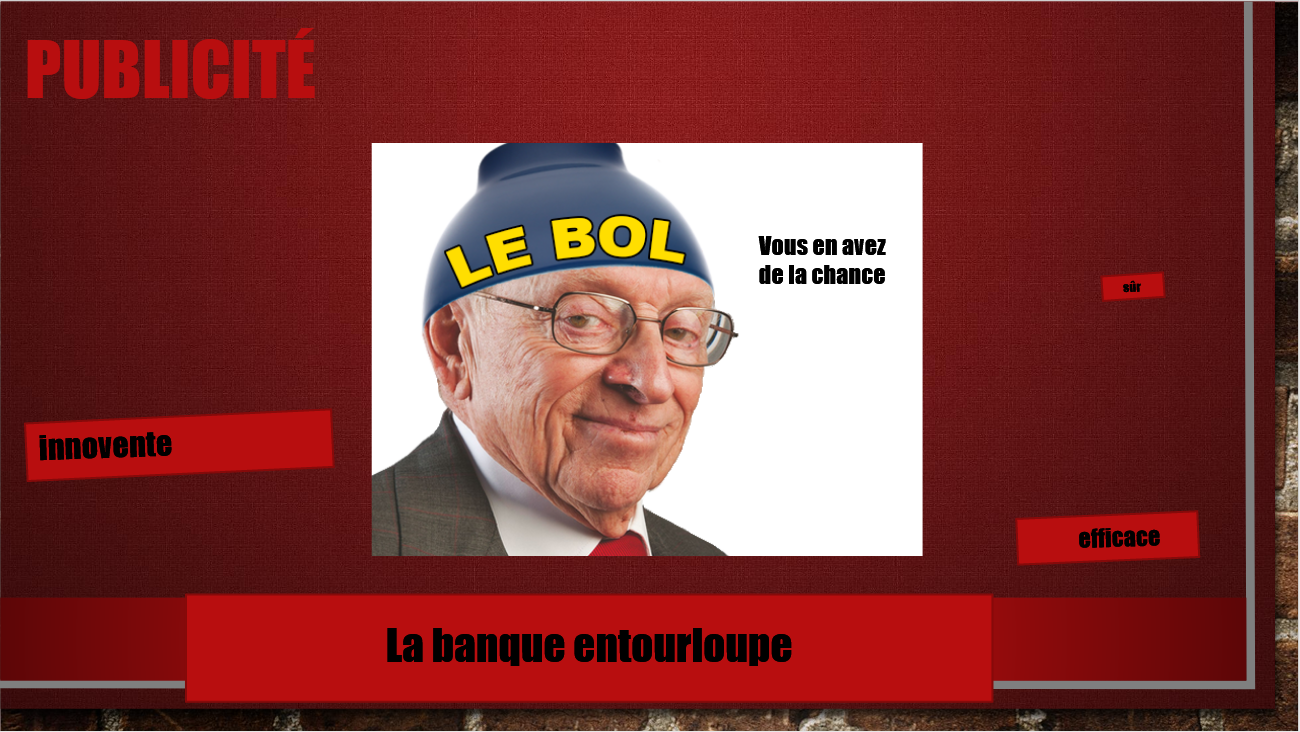 PUBLICITÉ
LE BOL
Vous en avez
de la chance
sûr
innovente
efficace
La banque entourloupe